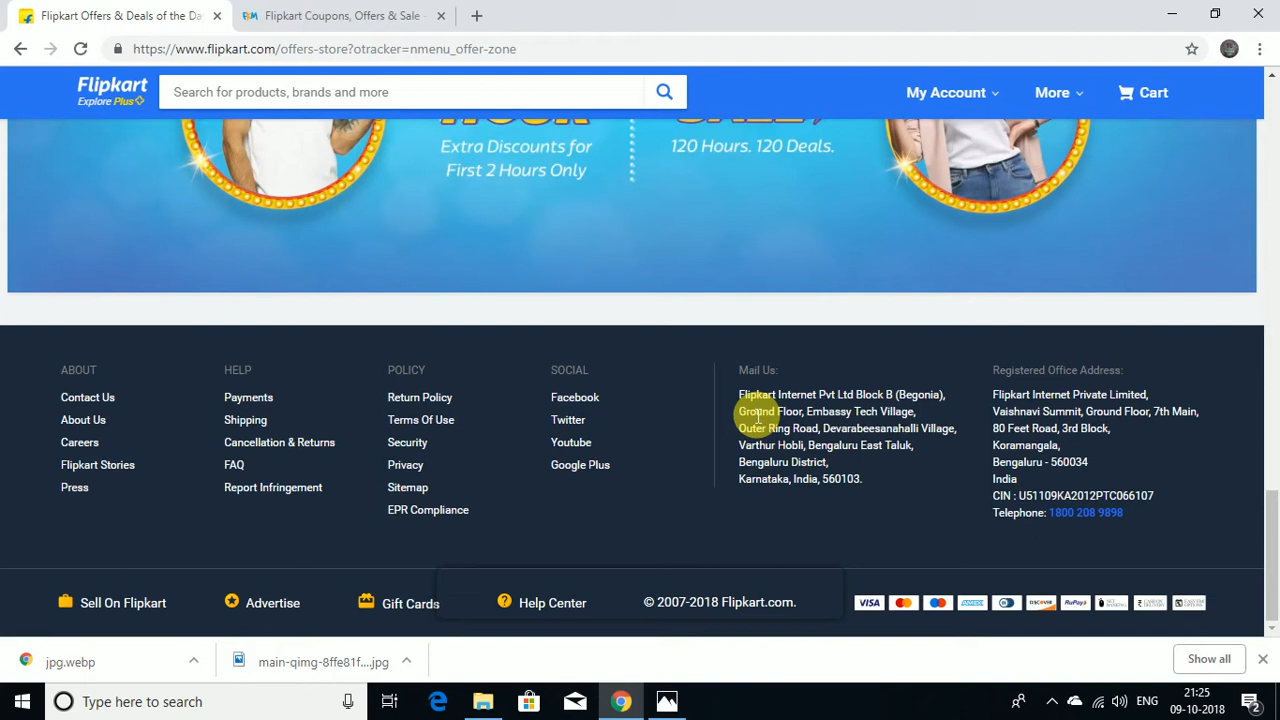 Flipkart Offers & Deals of the Da
Flipkart Coupons, Offers & Sale -
https://www.flipkart.com/offers-store?otracker=nmenu_offer-zone
Flipkart
Explore Plus
Search for products, brands and more
My Account
More
Cart
HOUR
SALE
Extra Discounts for
First 2 Hours Only
120 Hours. 120 Deals.
ABOUT
Contact Us
About Us
Careers
Flipkart Stories
Press
HELP
Payments
Shipping
Cancellation & Returns
FAQ
Report Infringement
POLICY
Return Policy
Terms Of Use
Security
Privacy
Sitemap
EPR Compliance
SOCIAL
Facebook
Twitter
Youtube
Google Plus
Mail Us:
Flipkart Internet Pvt Ltd Block B (Begonia),
Ground Floor, Embassy Tech Village,
Outer Ring Road, Devarabeesanahalli Village,
Varthur Hobli, Bengaluru East Taluk,
Bengaluru District,
Karnataka, India, 560103.
Registered Office Address:
Flipkart Internet Private Limited,
Vaishnavi Summit, Ground Floor, 7th Main,
80 Feet Road, 3rd Block,
Koramangala,
Bengaluru - 560034
India
CIN : U51109KA2012PTC066107
Telephone: 1800 208 9898
Sell On Flipkart
Advertise
Gift Cards
Help Center
© 2007-2018 Flipkart.com.
VISA
AMEX
DISCOVER
RuPay
jpg.webp
main-qimg-8ffe81f....jpg
Show all
Type here to search
ENG
21:25
09-10-2018
2